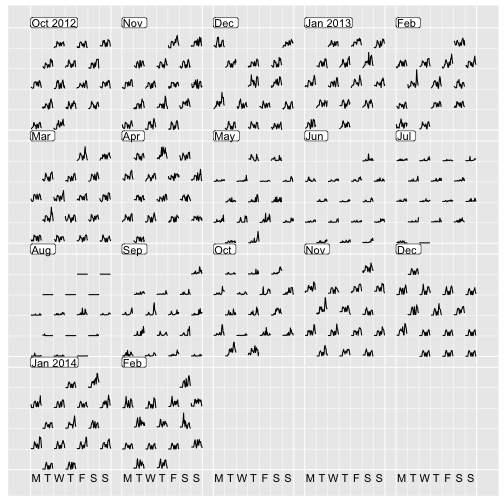 Oct 2012 Nov Dec Jan 2013 Feb
Mar Apr May Jun Jul
Aug Sep Oct Nov Dec
Jan 2014 Feb
M T W T F S S M T W T F S S M T W T F S S M T W T F S S M T W T F S S